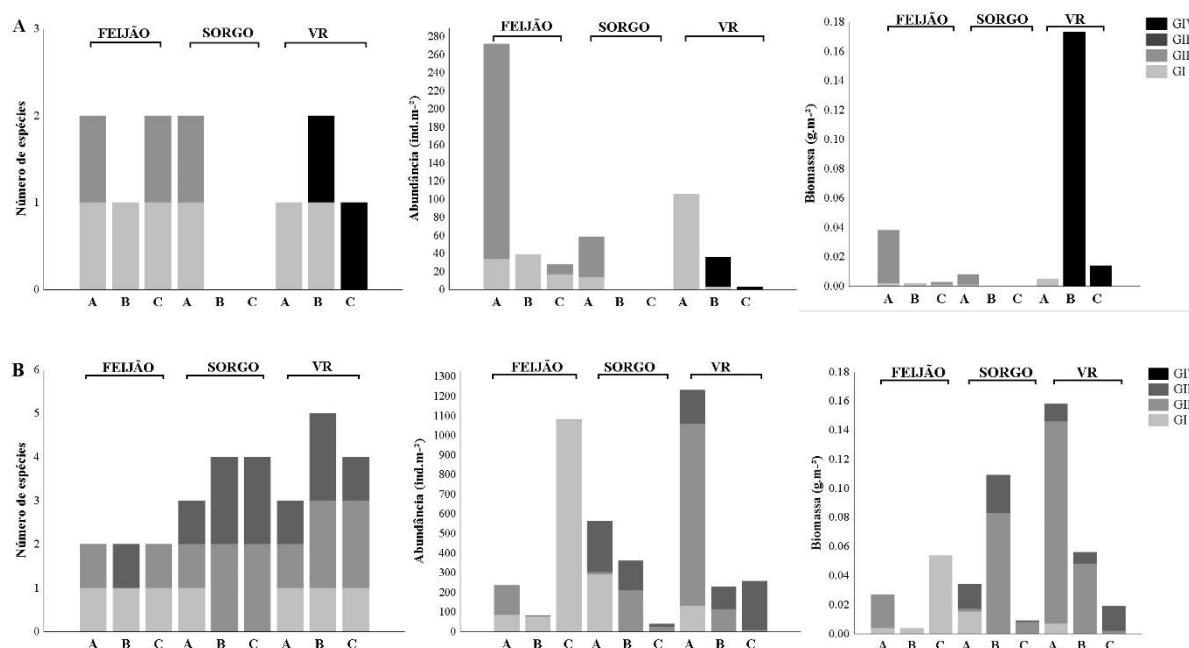 A
FEIJÃO SORGO VR
Número de espécies
3
2
1
0
A B C A B C A B C
FEIJÃO SORGO VR
Abundância (ind.m-²)
280
260
240
220
200
180
160
140
120
100
80
60
40
20
0
A B C A B C A B C
FEIJÃO SORGO VR
Biomassa (g.m-²)
0.18
0.16
0.14
0.12
0.10
0.08
0.06
0.04
0.02
0.00
A B C A B C A B C
GI
B
FEIJÃO SORGO VR
Número de espécies
6
5
4
3
2
1
0
A B C A B C A B C
FEIJÃO SORGO VR
Abundância (ind.m-²)
1300
1200
1100
1000
900
800
700
600
500
400
300
200
100
0
A B C A B C A B C
FEIJÃO SORGO VR
Biomassa (g.m-²)
0.18
0.16
0.14
0.12
0.10
0.08
0.06
0.04
0.02
0.00
A B C A B C A B C
GI